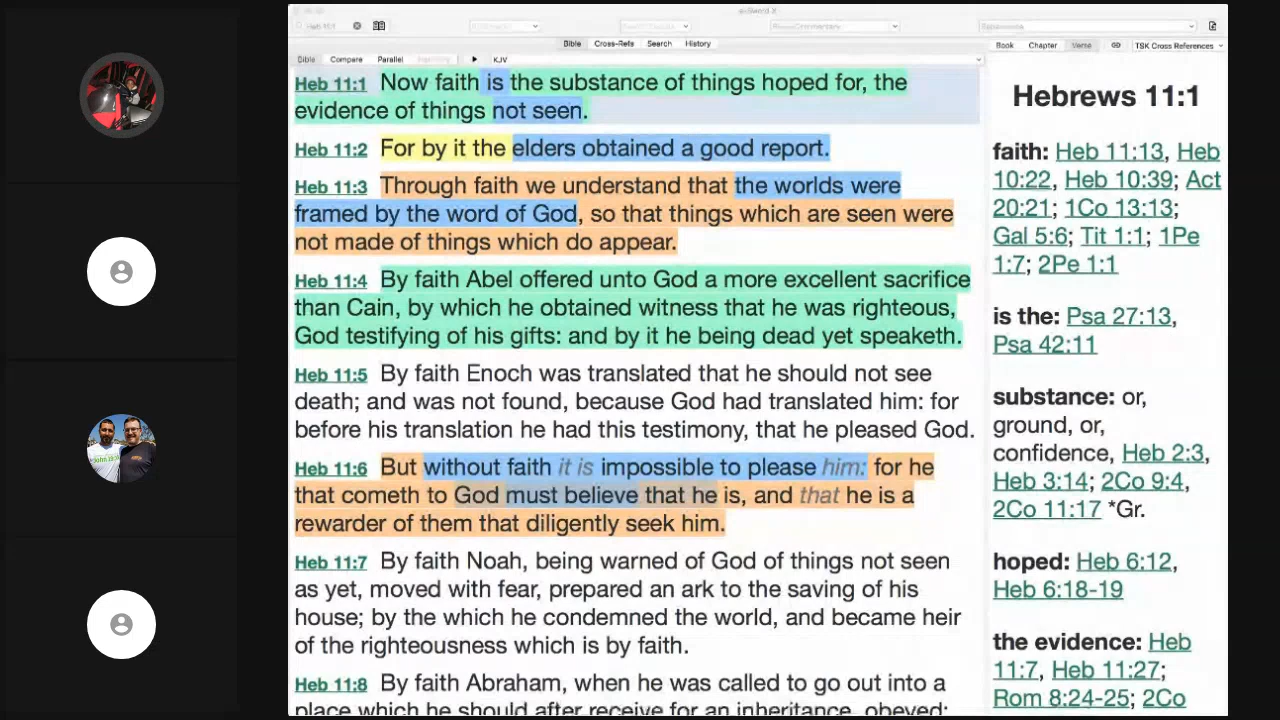 e-Sword X
Heb 11:1
Bible Cross-Refs Search History
Book Chapter Verse TSK Cross References
Bible Compare Parallel KJV
Heb 11:1 Now faith is the substance of things hoped for, the
evidence of things not seen.
Heb 11:2 For by it the elders obtained a good report.
Heb 11:3 Through faith we understand that the worlds were
framed by the word of God, so that things which are seen were
not made of things which do appear.
Heb 11:4 By faith Abel offered unto God a more excellent sacrifice
than Cain, by which he obtained witness that he was righteous,
God testifying of his gifts: and by it he being dead yet speaketh.
Heb 11:5 By faith Enoch was translated that he should not see
death; and was not found, because God had translated him: for
before his translation he had this testimony, that he pleased God.
Heb 11:6 But without faith it is impossible to please him: for he
that cometh to God must believe that he is, and that he is a
rewarder of them that diligently seek him.
Heb 11:7 By faith Noah, being warned of God of things not seen
as yet, moved with fear, prepared an ark to the saving of his
house; by the which he condemned the world, and became heir
of the righteousness which is by faith.
Heb 11:8 By faith Abraham, when he was called to go out into a
place which he should after receive for an inheritance, obeyed;
Hebrews 11:1
faith: Heb 11:13, Heb
10:22, Heb 10:39; Act
20:21; 1Co 13:13;
Gal 5:6; Tit 1:1; 1Pe
1:7; 2Pe 1:1
is the: Psa 27:13,
Psa 42:11
substance: or,
ground, or,
confidence, Heb 2:3,
Heb 3:14; 2Co 9:4,
2Co 11:17 *Gr.
hoped: Heb 6:12,
Heb 6:18-19
the evidence: Heb
11:7, Heb 11:27;
Rom 8:24-25; 2Co